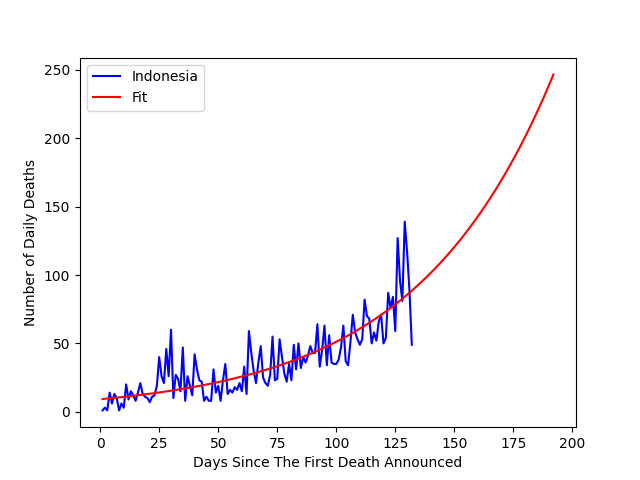 Indonesia
Fit
250
200
150
100
50
0
Number of Daily Deaths
0 25 50 75 100 125 150 175 200
Days Since The First Death Announced